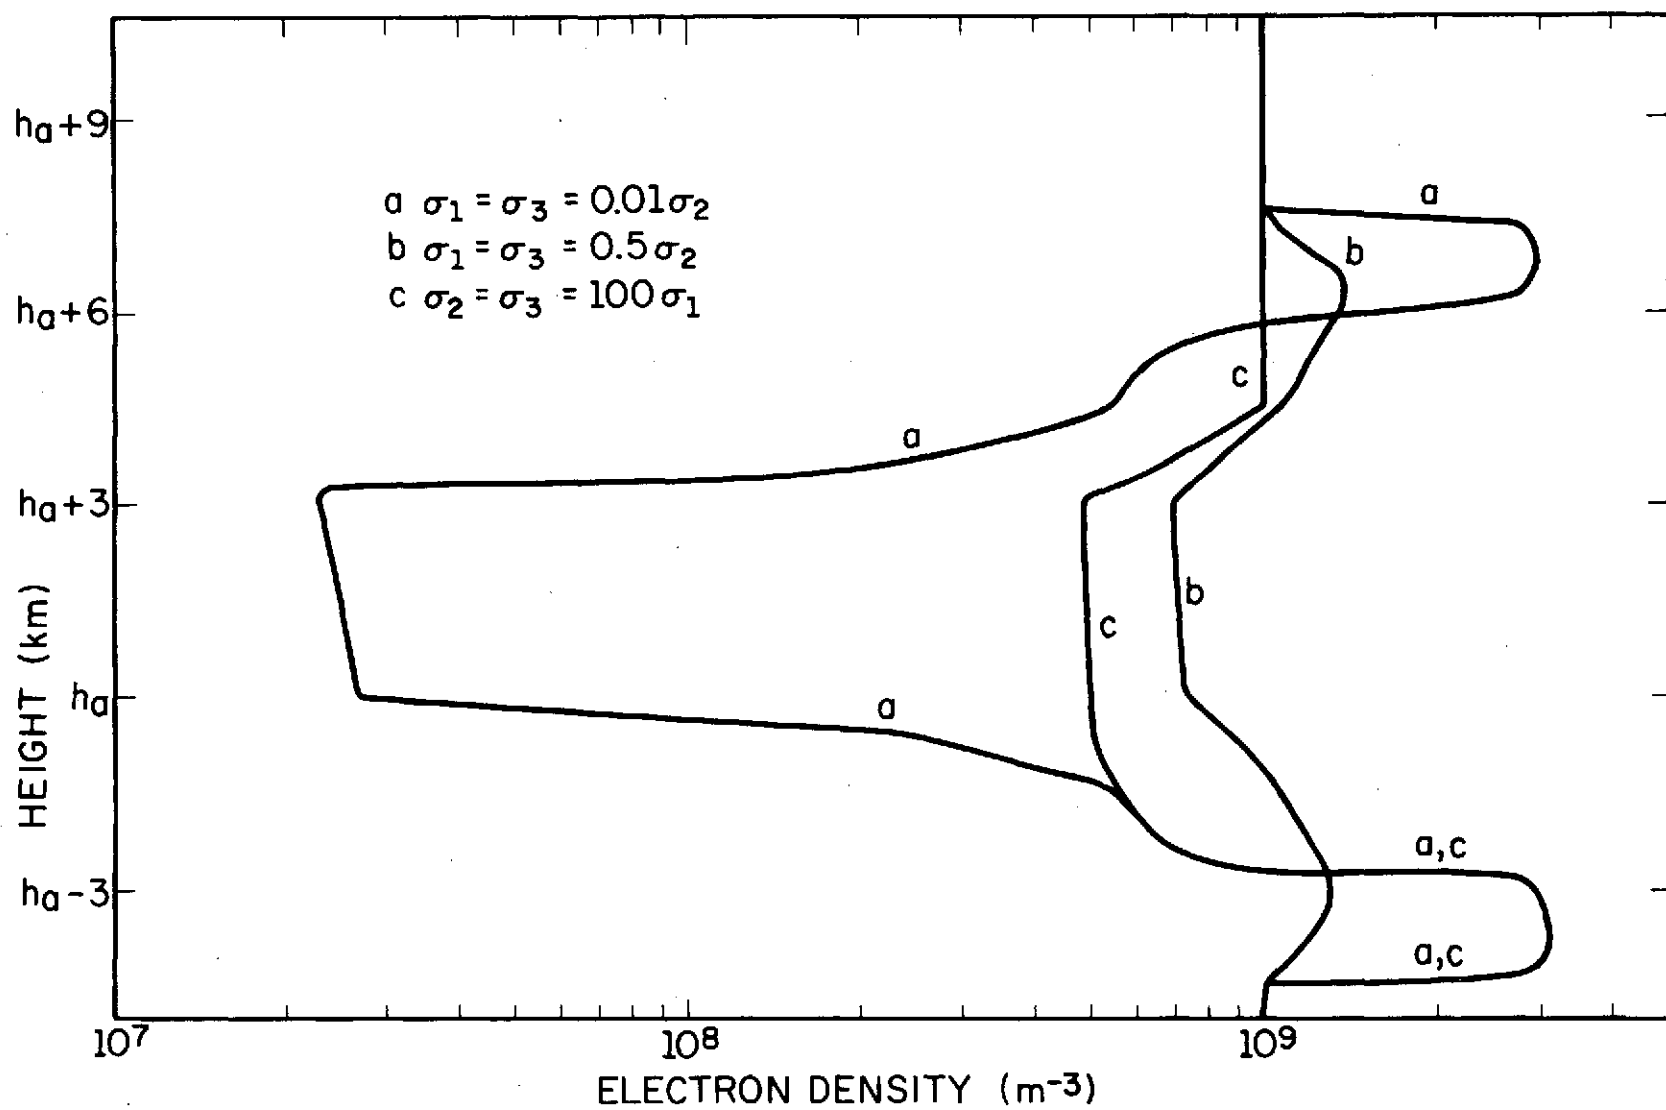 hₐ+9
a σ₁ = σ₃ = 0.01σ₂
b σ₁ = σ₃ = 0.5σ₂
c σ₂ = σ₃ = 100σ₁
a
b
hₐ+6
c
a
hₐ+3
b
c
hₐ
a
HEIGHT (km)
a,c
hₐ-3
a,c
10⁷
10⁸
10⁹
ELECTRON DENSITY (m⁻³)